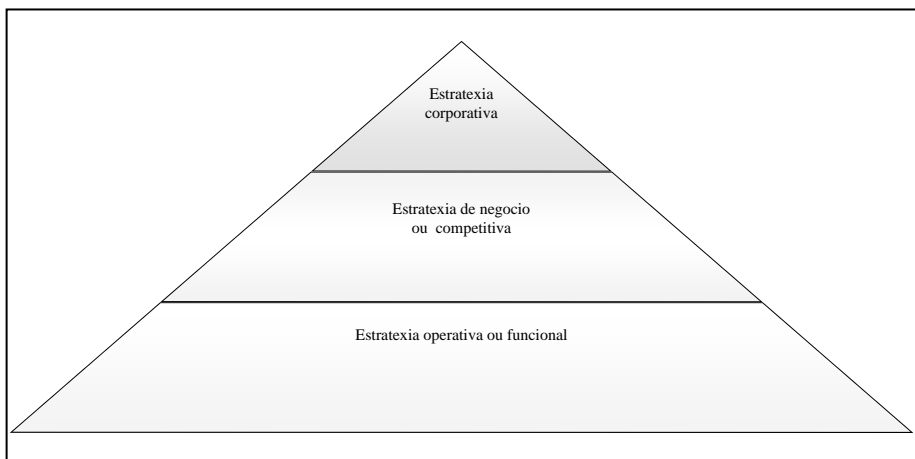 Estratexia
corporativa
Estratexia de negocio
ou competitiva
Estratexia operativa ou funcional